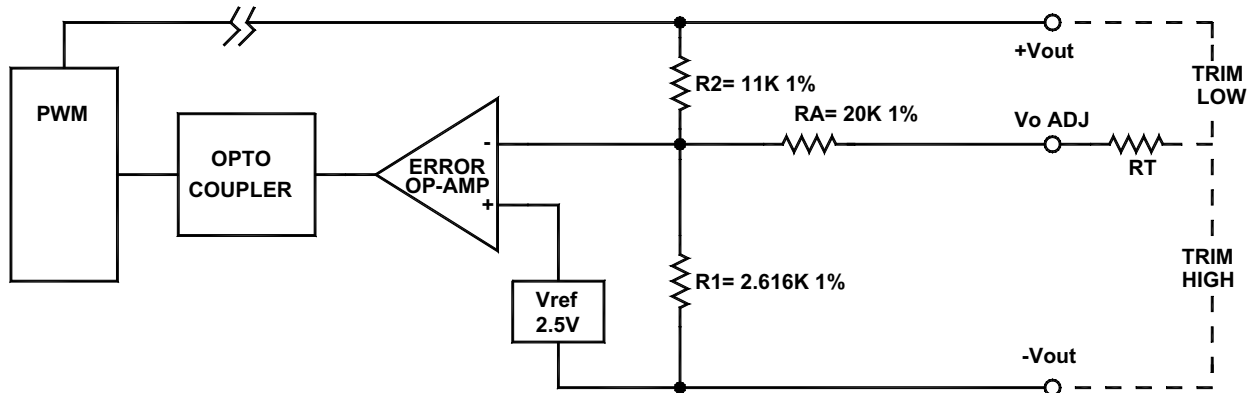 +Vout
R2= 11K 1%
TRIM
LOW
PWM
RA= 20K 1%
Vo ADJ
OPTO
COUPLER
-
ERROR
OP-AMP
+
RT
TRIM
HIGH
R1= 2.616K 1%
Vref
2.5V
-Vout